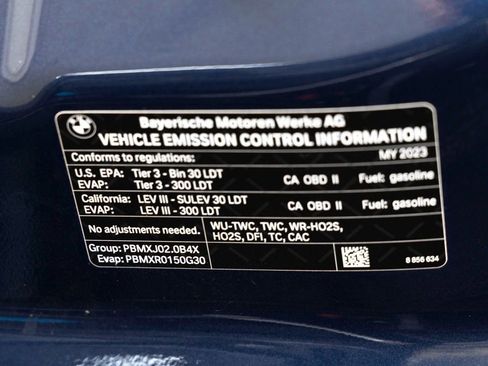 BMW
Bayerische Motoren Werke AG
VEHICLE EMISSION CONTROL INFORMATION
Conforms to regulations: MY 2023
U.S. EPA: Tier 3 - Bin 30 LDT CA OBD II Fuel: gasoline
EVAP: Tier 3 - 300 LDT
California: LEV III - SULEV 30 LDT CA OBD II Fuel: gasoline
EVAP: LEV III - 300 LDT
No adjustments needed. WU-TWC, TWC, WR-HO2S,
HO2S, DFI, TC, CAC
Group: PBMXJ02.0B4X
Evap: PBMXR0150G30
8 856 634